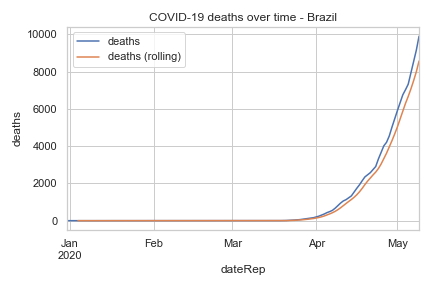 COVID-19 deaths over time - Brazil
deaths
deaths (rolling)
10000
8000
6000
4000
2000
0
deaths
Jan Feb Mar Apr May
2020
dateRep